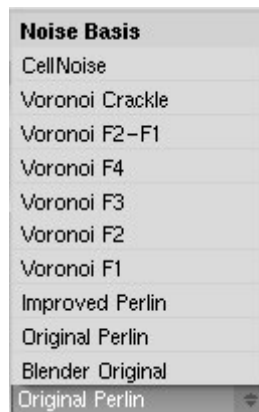 Noise Basis
CellNoise
Voronoi Crackle
Voronoi F2-F1
Voronoi F4
Voronoi F3
Voronoi F2
Voronoi F1
Improved Perlin
Original Perlin
Blender Original
Original Perlin